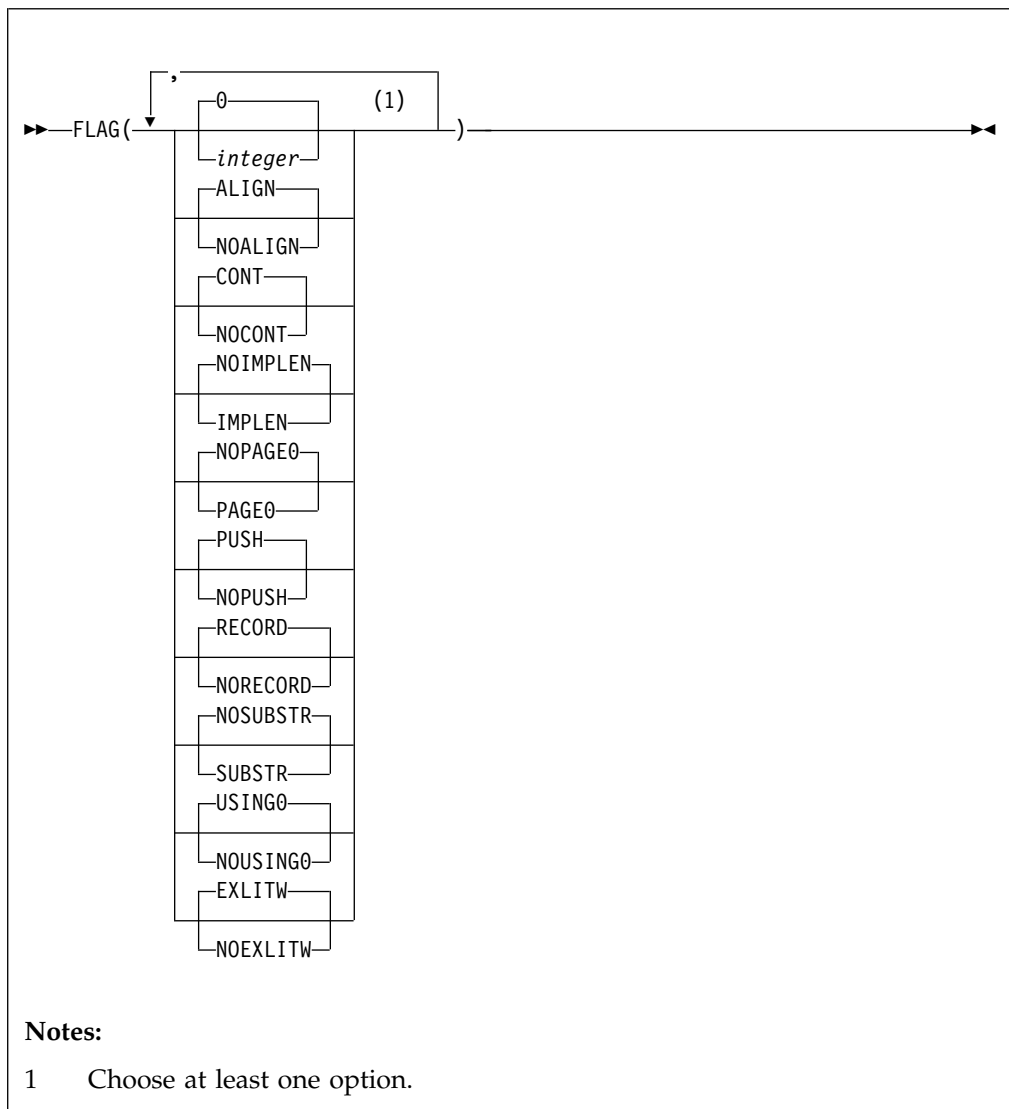 ,
0 (1)
FLAG( )
integer
ALIGN
NOALIGN
CONT
NOCONT
NOIMPLEN
IMPLEN
NOPAGE0
PAGE0
PUSH
NOPUSH
RECORD
NORECORD
NOSUBSTR
SUBSTR
USING0
NOUSING0
EXLITW
NOEXLITW
Notes:
1 Choose at least one option.